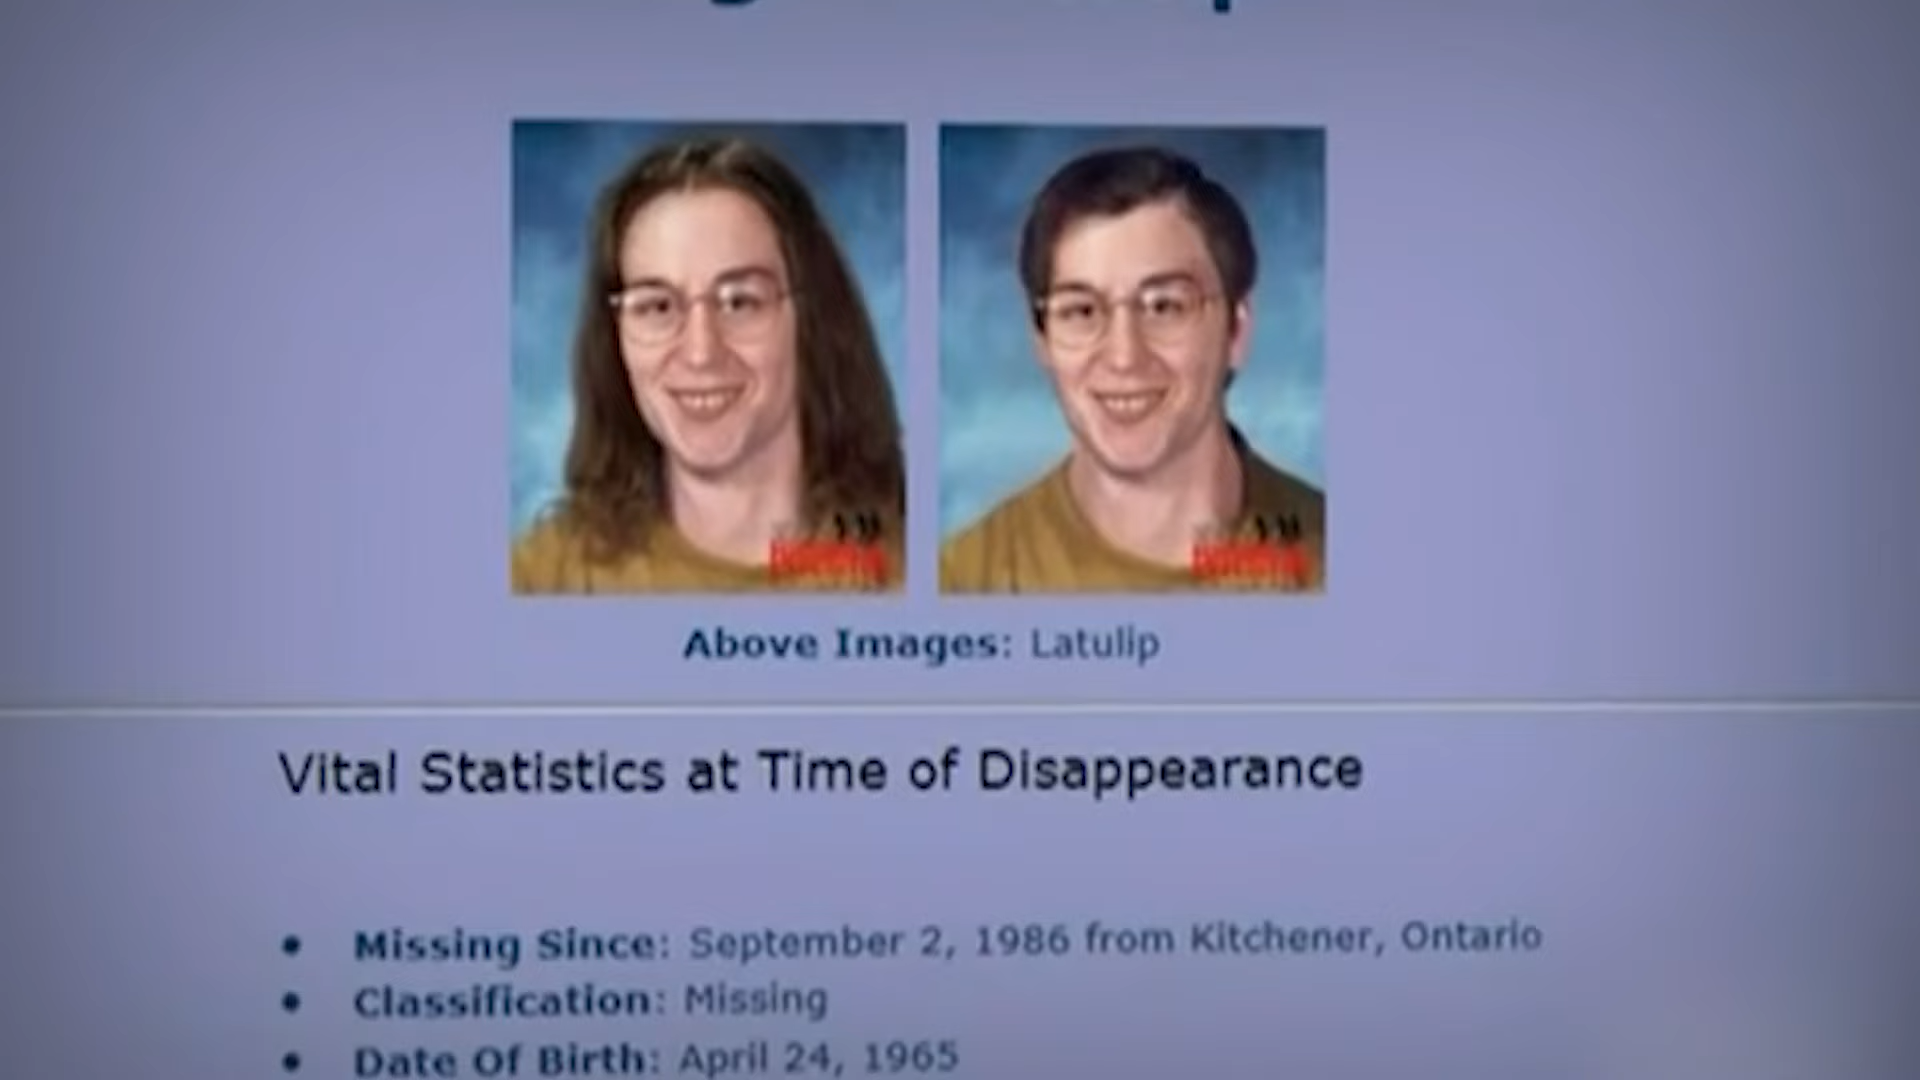 Above Images: Latulip
Vital Statistics at Time of Disappearance
• Missing Since: September 2, 1986 from Kitchener, Ontario
• Classification: Missing
• Date Of Birth: April 24, 1965